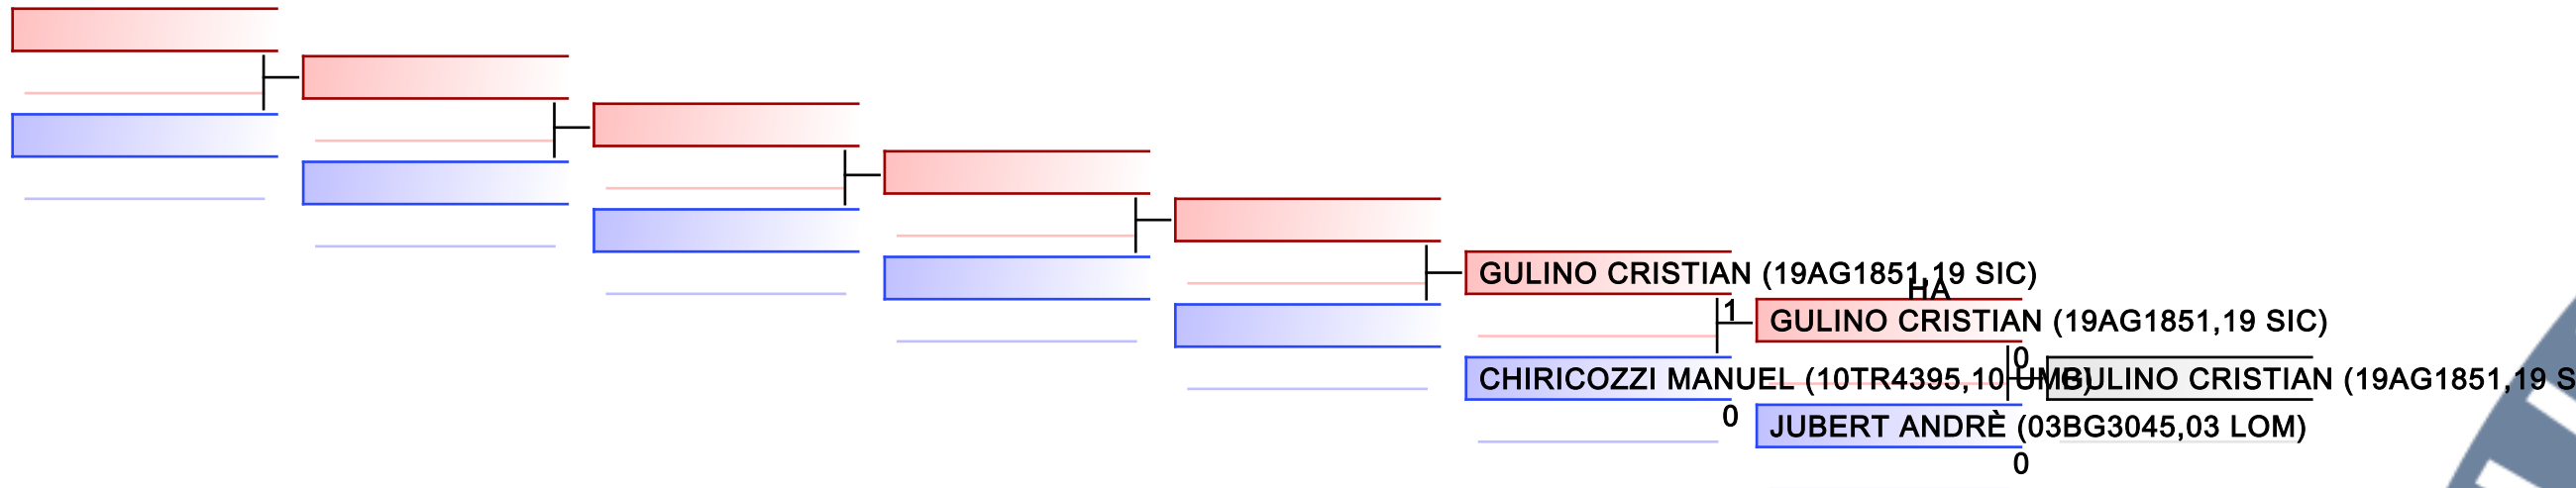 GULINO CRISTIAN (19AG1851,19 SIC)
HA
1
GULINO CRISTIAN (19AG1851,19 SIC)
0
CHIRICOZZI MANUEL (10TR4395,10 UMB)
GULINO CRISTIAN (19AG1851,19 S
0
JUBERT ANDRÈ (03BG3045,03 LOM)
0